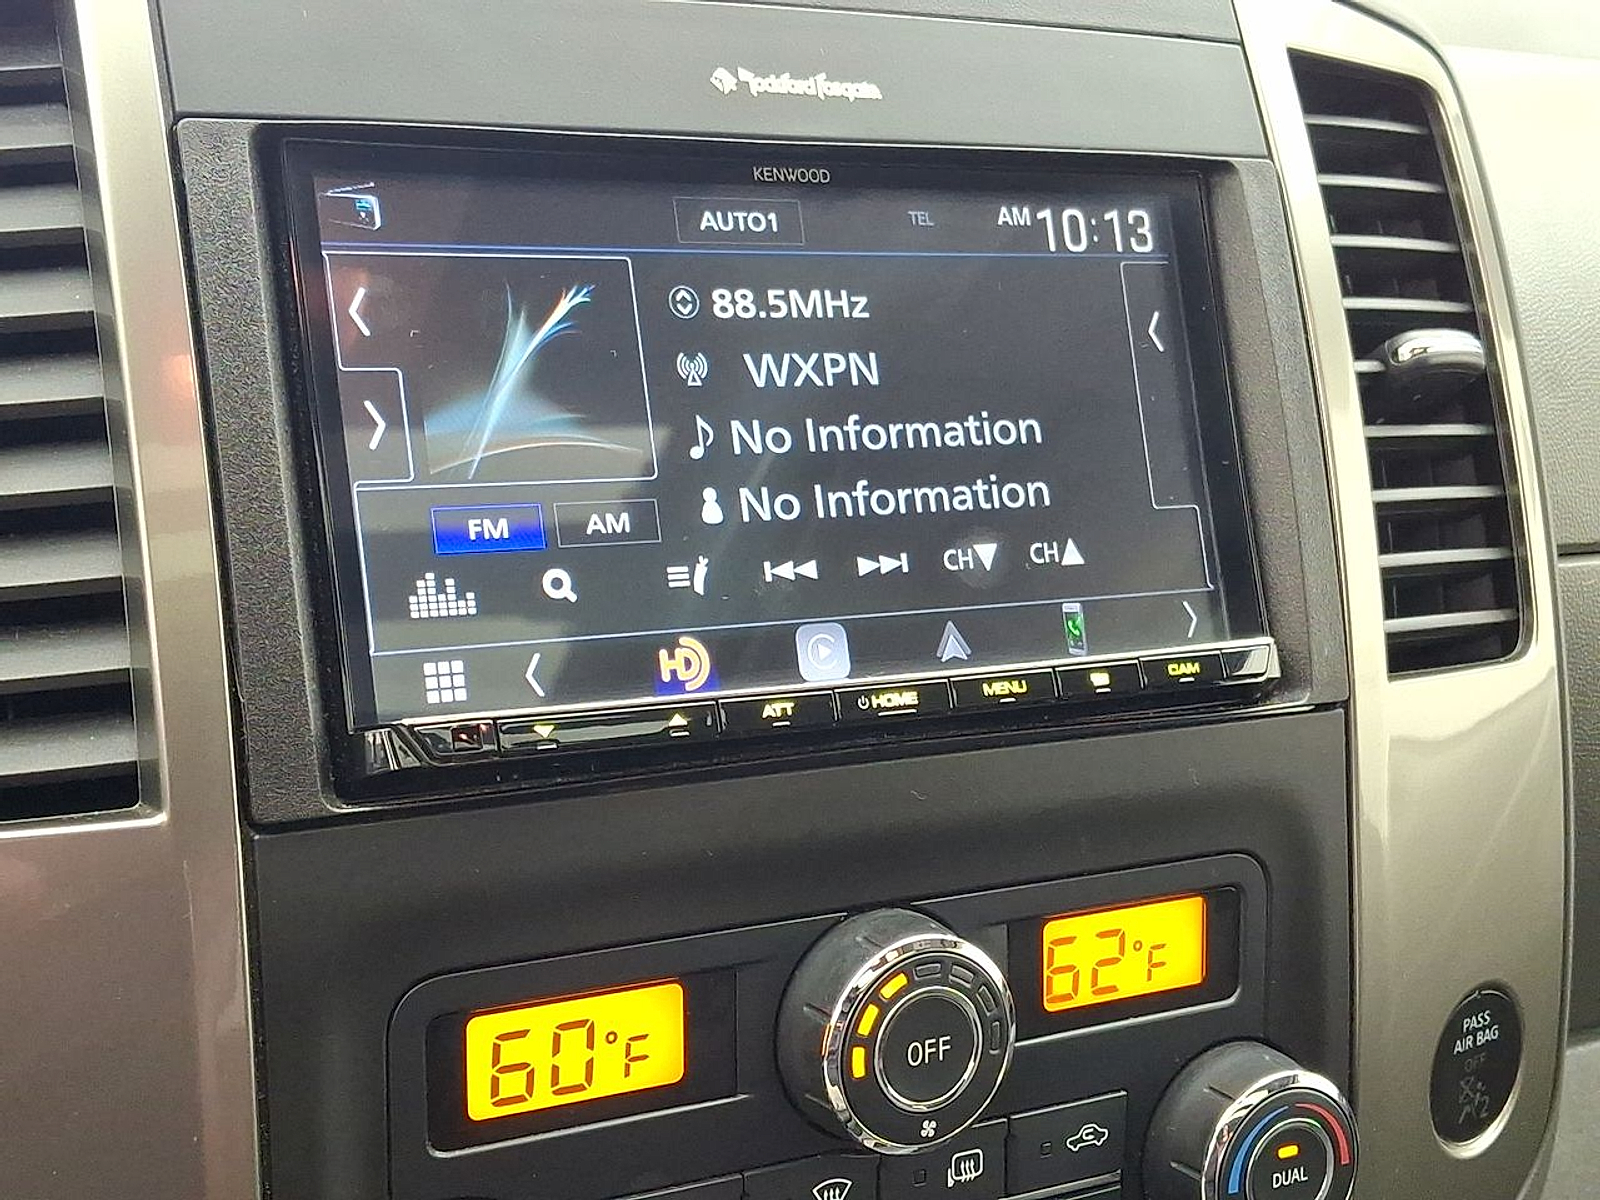 Rockford Fosgate
KENWOOD
AUTO1 TEL AM 10:13
88.5MHz
WXPN
No Information
No Information
FM AM
CH▼ CH▲
HD
ATT HOME MENU CAM
62°F
60°F
OFF
PASS
AIR BAG
OFF
DUAL